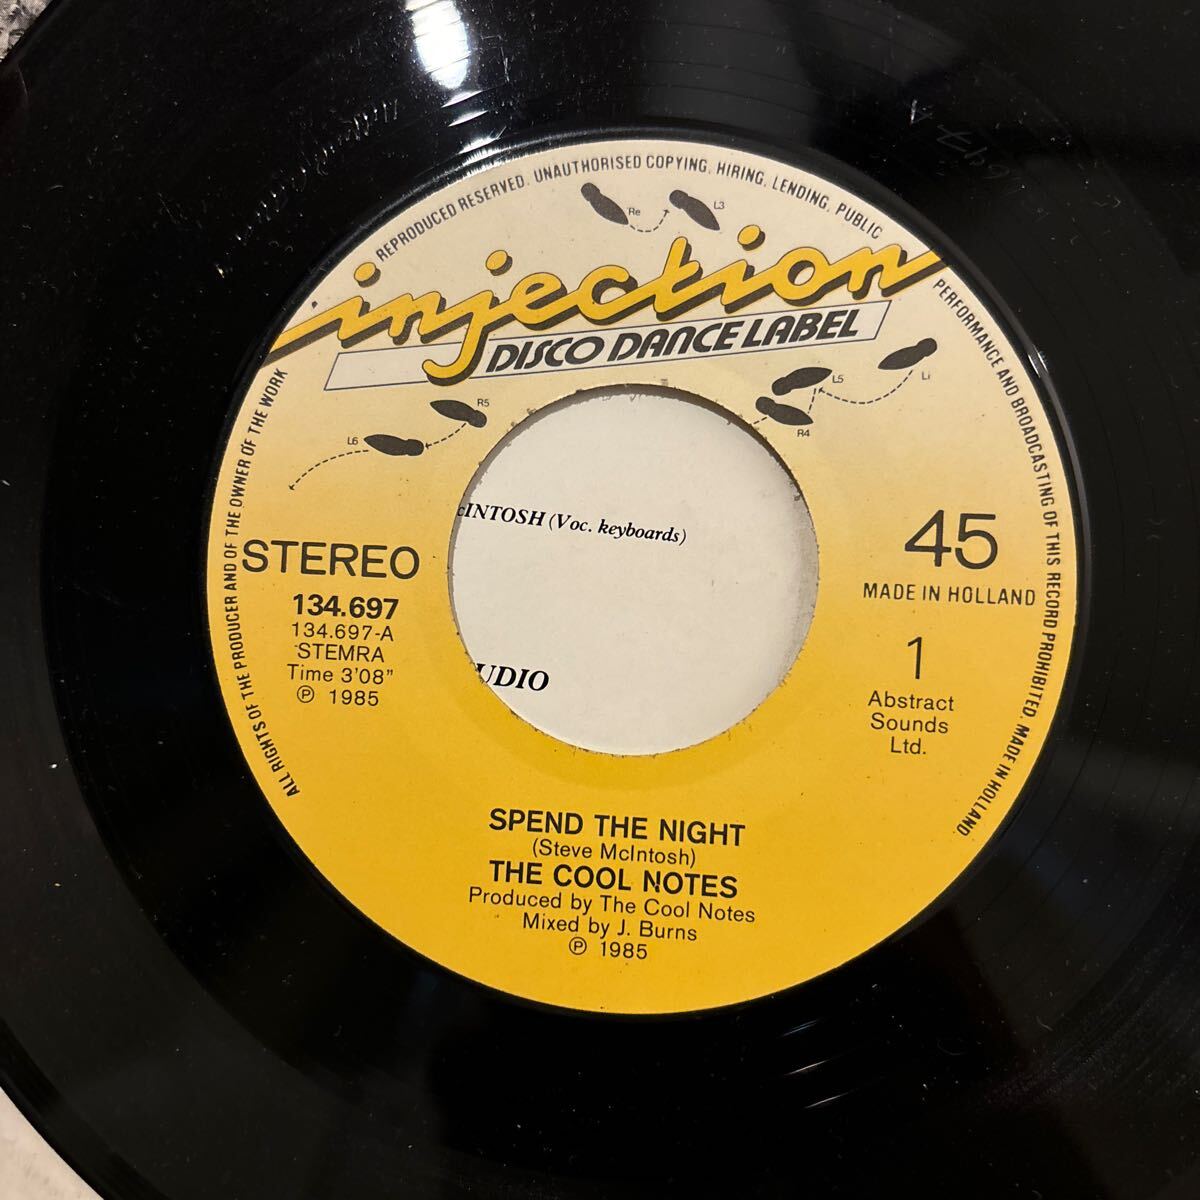 REPRODUCED RESERVED. UNAUTHORISED COPYING, HIRING, LENDING, PUBLIC
PERFORMANCE AND BROADCASTING OF THIS RECORD PROHIBITED. MADE IN HOLLAND.
ALL RIGHTS OF THE PRODUCER AND OF THE OWNER OF THE WORK
Re
L3
injection
DISCO DANCE LABEL
L5
Li
R4
R5
L6
cINTOSH (Voc. keyboards)
UDIO
STEREO
134.697
134.697-A
STEMRA
Time 3'08"
℗ 1985
45
MADE IN HOLLAND
1
Abstract
Sounds
Ltd.
SPEND THE NIGHT
(Steve McIntosh)
THE COOL NOTES
Produced by The Cool Notes
Mixed by J. Burns
℗ 1985